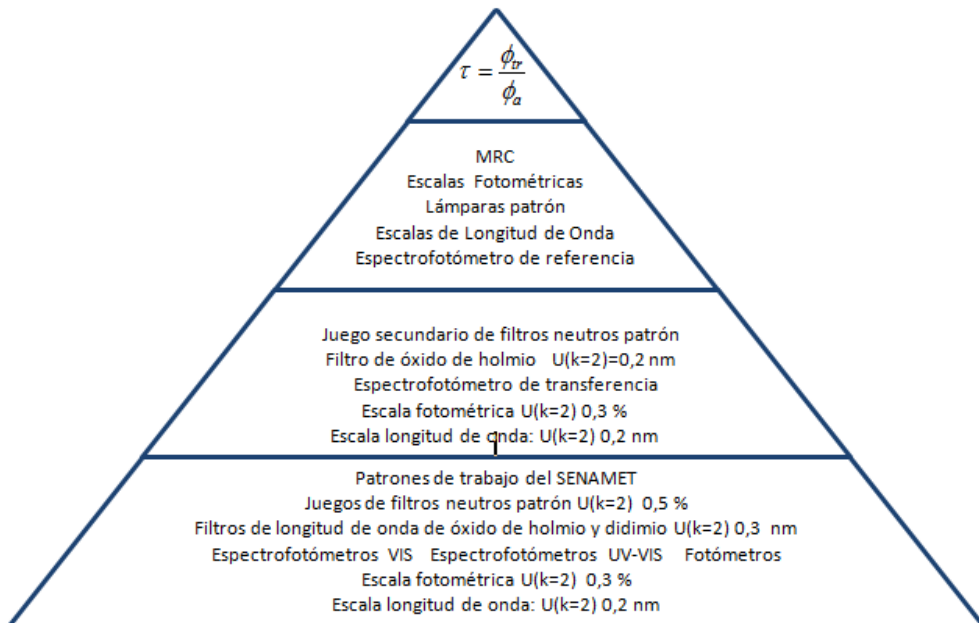 τ = ϕtr / ϕa
MRC
Escalas Fotométricas
Lámparas patrón
Escalas de Longitud de Onda
Espectrofotómetro de referencia
Juego secundario de filtros neutros patrón
Filtro de óxido de holmio U(k=2)=0,2 nm
Espectrofotómetro de transferencia
Escala fotométrica U(k=2) 0,3 %
Escala longitud de onda: U(k=2) 0,2 nm
Patrones de trabajo del SENAMET
Juegos de filtros neutros patrón U(k=2) 0,5 %
Filtros de longitud de onda de óxido de holmio y didimio U(k=2) 0,3 nm
Espectrofotómetros VIS Espectrofotómetros UV-VIS Fotómetros
Escala fotométrica U(k=2) 0,3 %
Escala longitud de onda: U(k=2) 0,2 nm